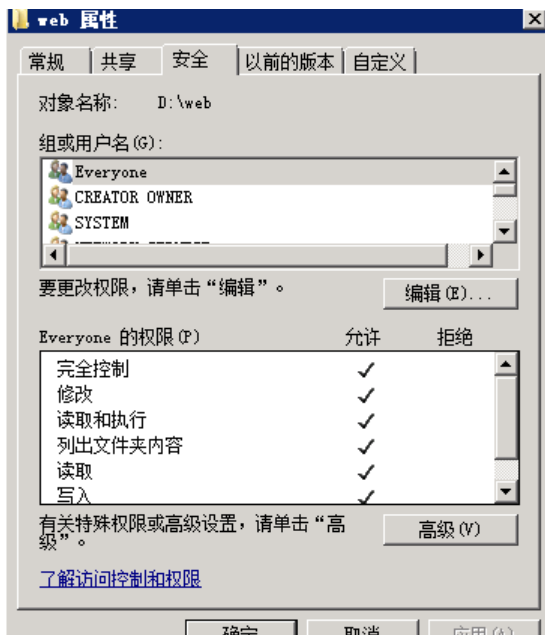 web 属性
常规 共享 安全 以前的版本 自定义
对象名称: D:\web
组或用户名(G):
Everyone
CREATOR OWNER
SYSTEM
要更改权限，请单击“编辑”。 编辑(E)...
Everyone 的权限(P) 允许 拒绝
完全控制
修改
读取和执行
列出文件夹内容
读取
写入
有关特殊权限或高级设置，请单击“高
级”。 高级(V)
了解访问控制和权限
确定 取消 应用(A)